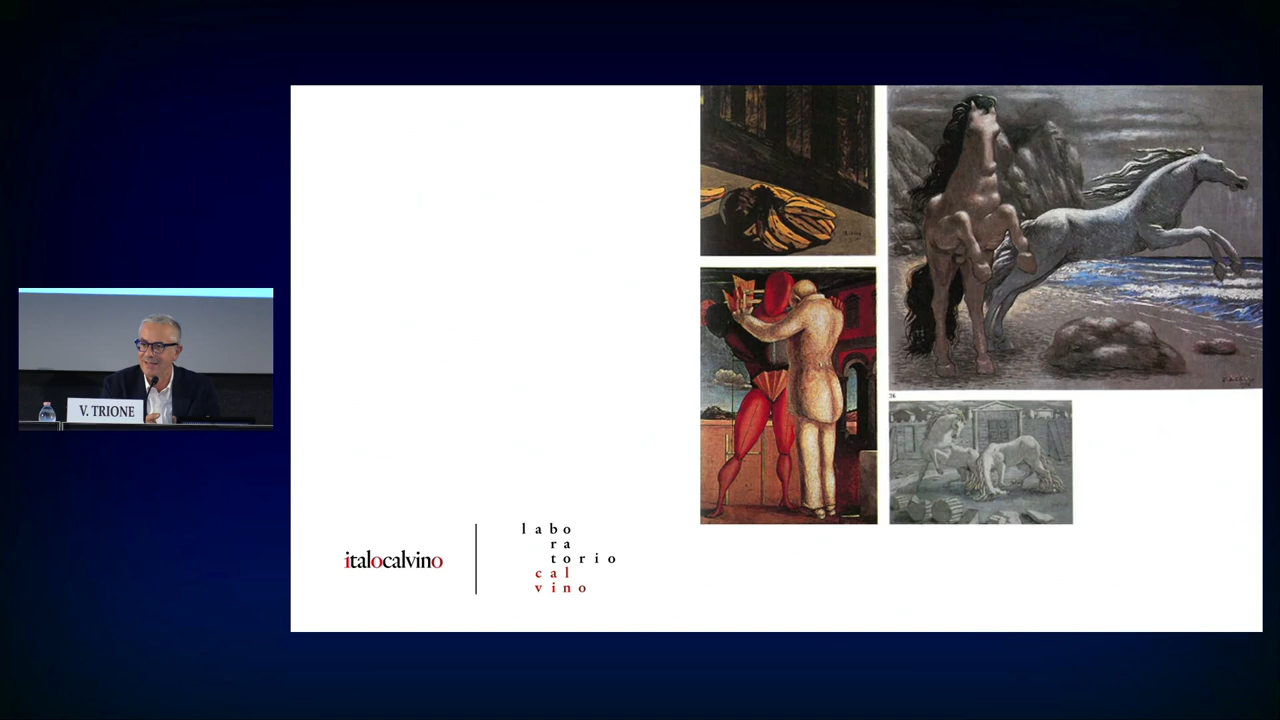 V. TRIONE
italocalvino
labo
ra
torio
cal
vino